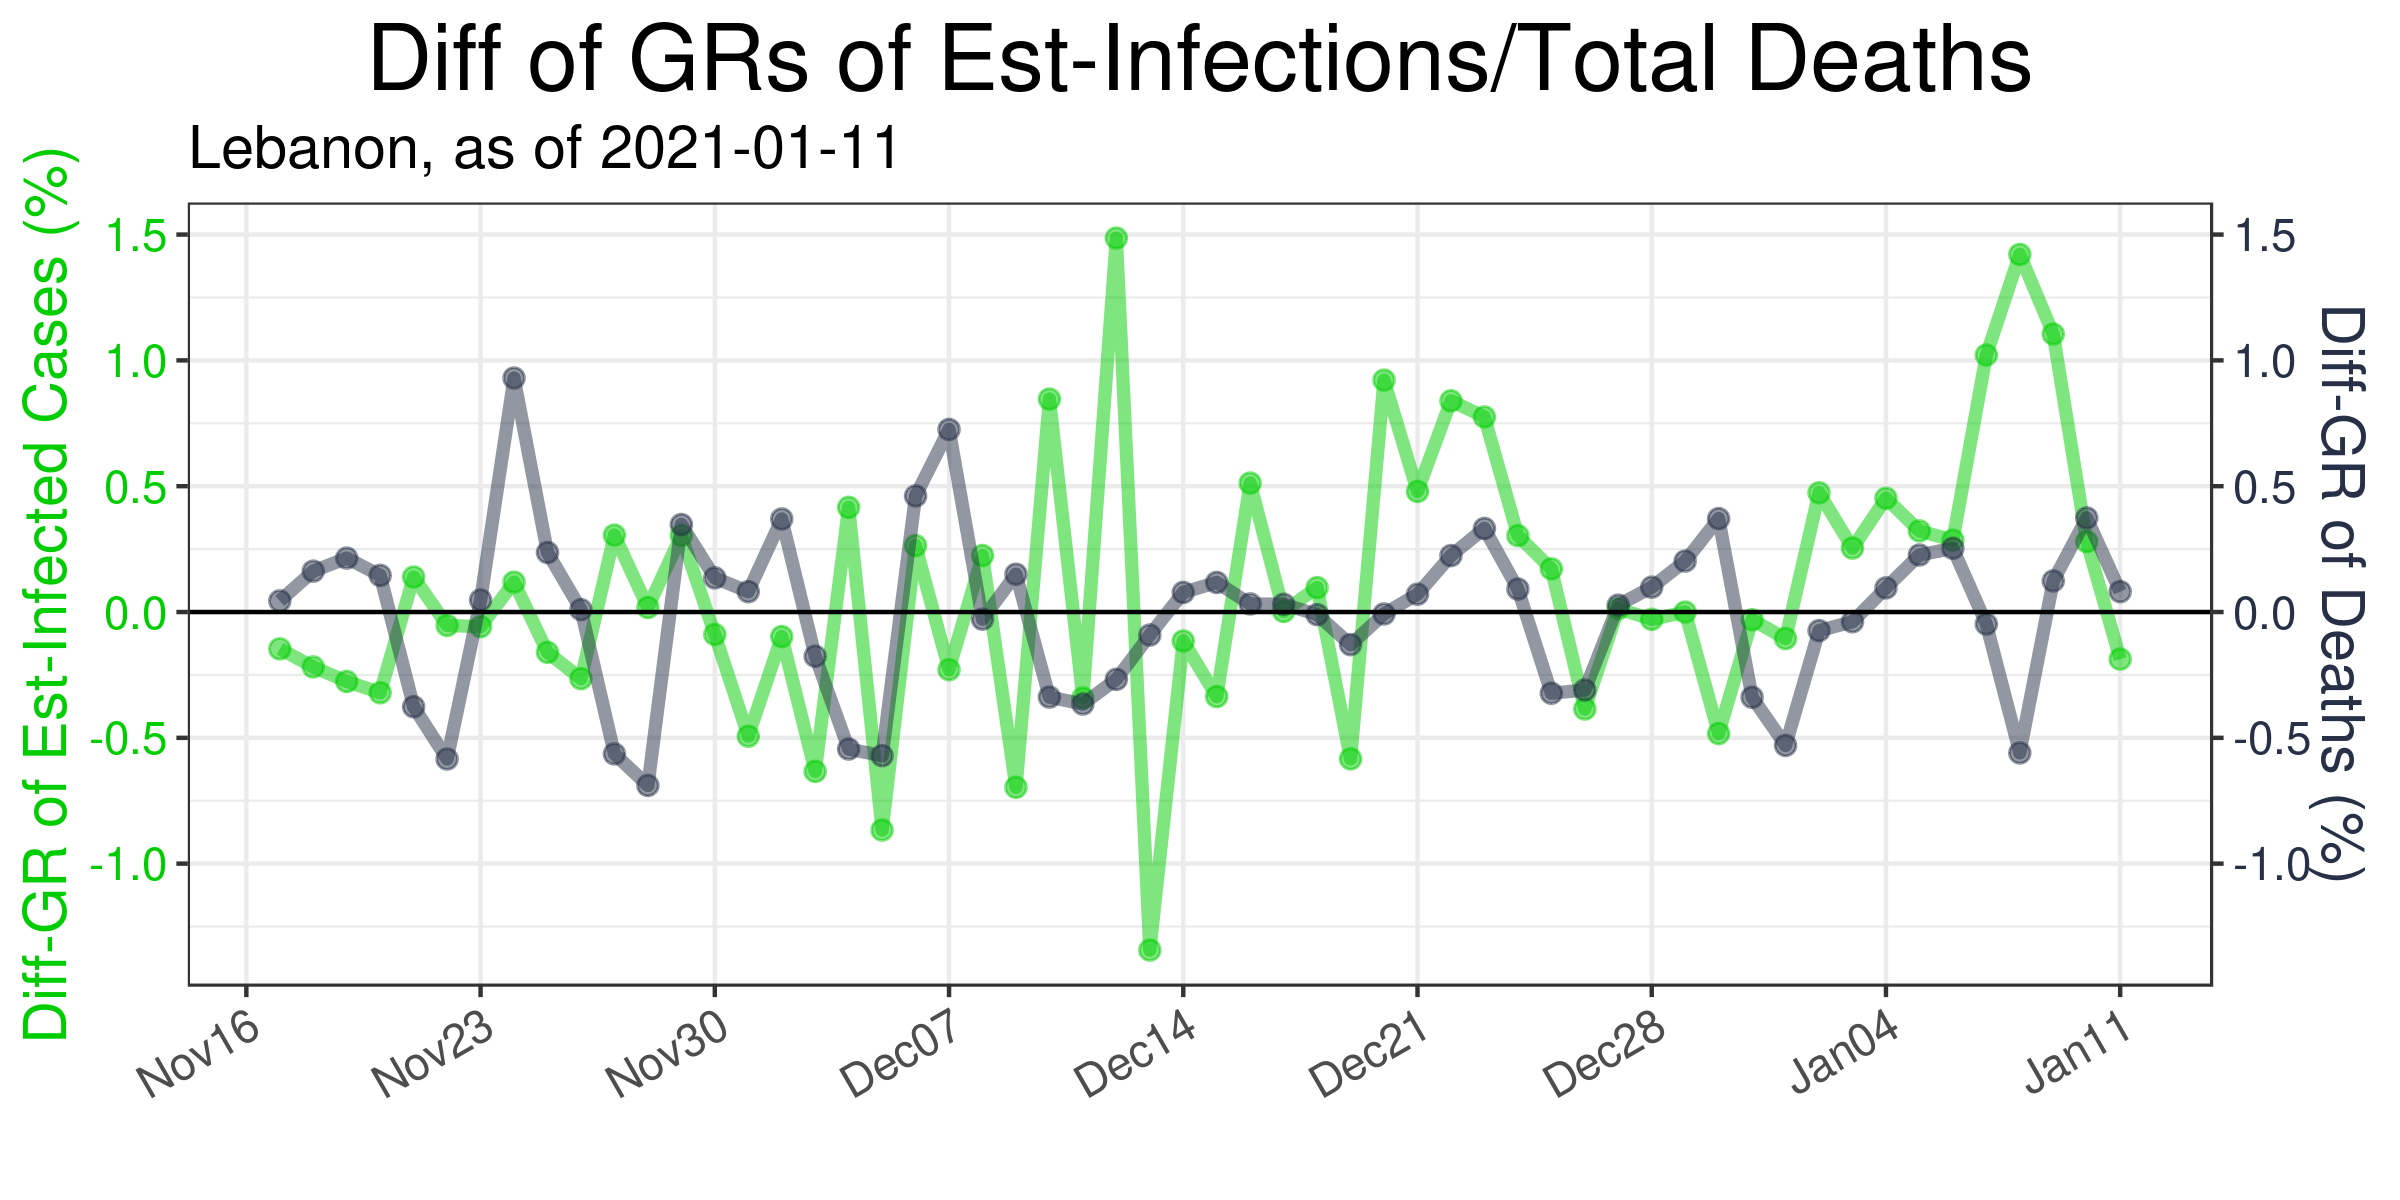 Diff of GRs of Est-Infections/Total Deaths
Lebanon, as of 2021-01-11
Diff-GR of Est-Infected Cases (%)
1.5
1.0
0.5
0.0
-0.5
-1.0
1.5
1.0
0.5
0.0
-0.5
-1.0
Diff-GR of Deaths (%)
Nov16
Nov23
Nov30
Dec07
Dec14
Dec21
Dec28
Jan04
Jan11